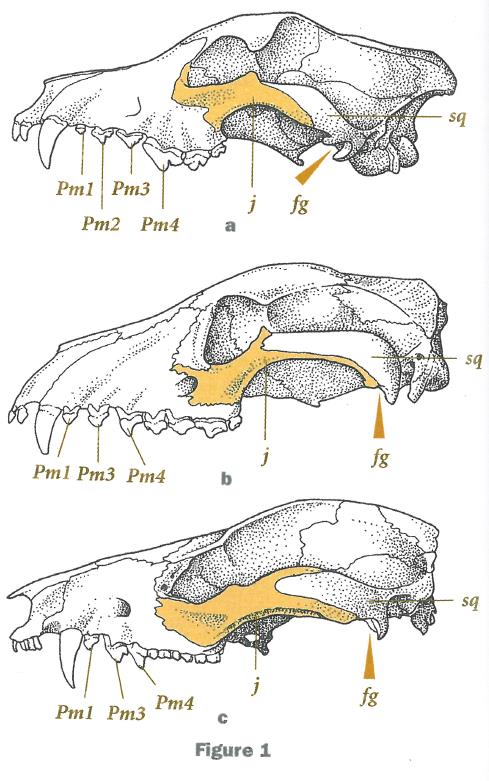 sq
Pm1 Pm3 j fg
Pm2 Pm4 a
sq
Pm1 Pm3 Pm4 j fg
b
sq
Pm1 Pm3 Pm4 j fg
c
Figure 1